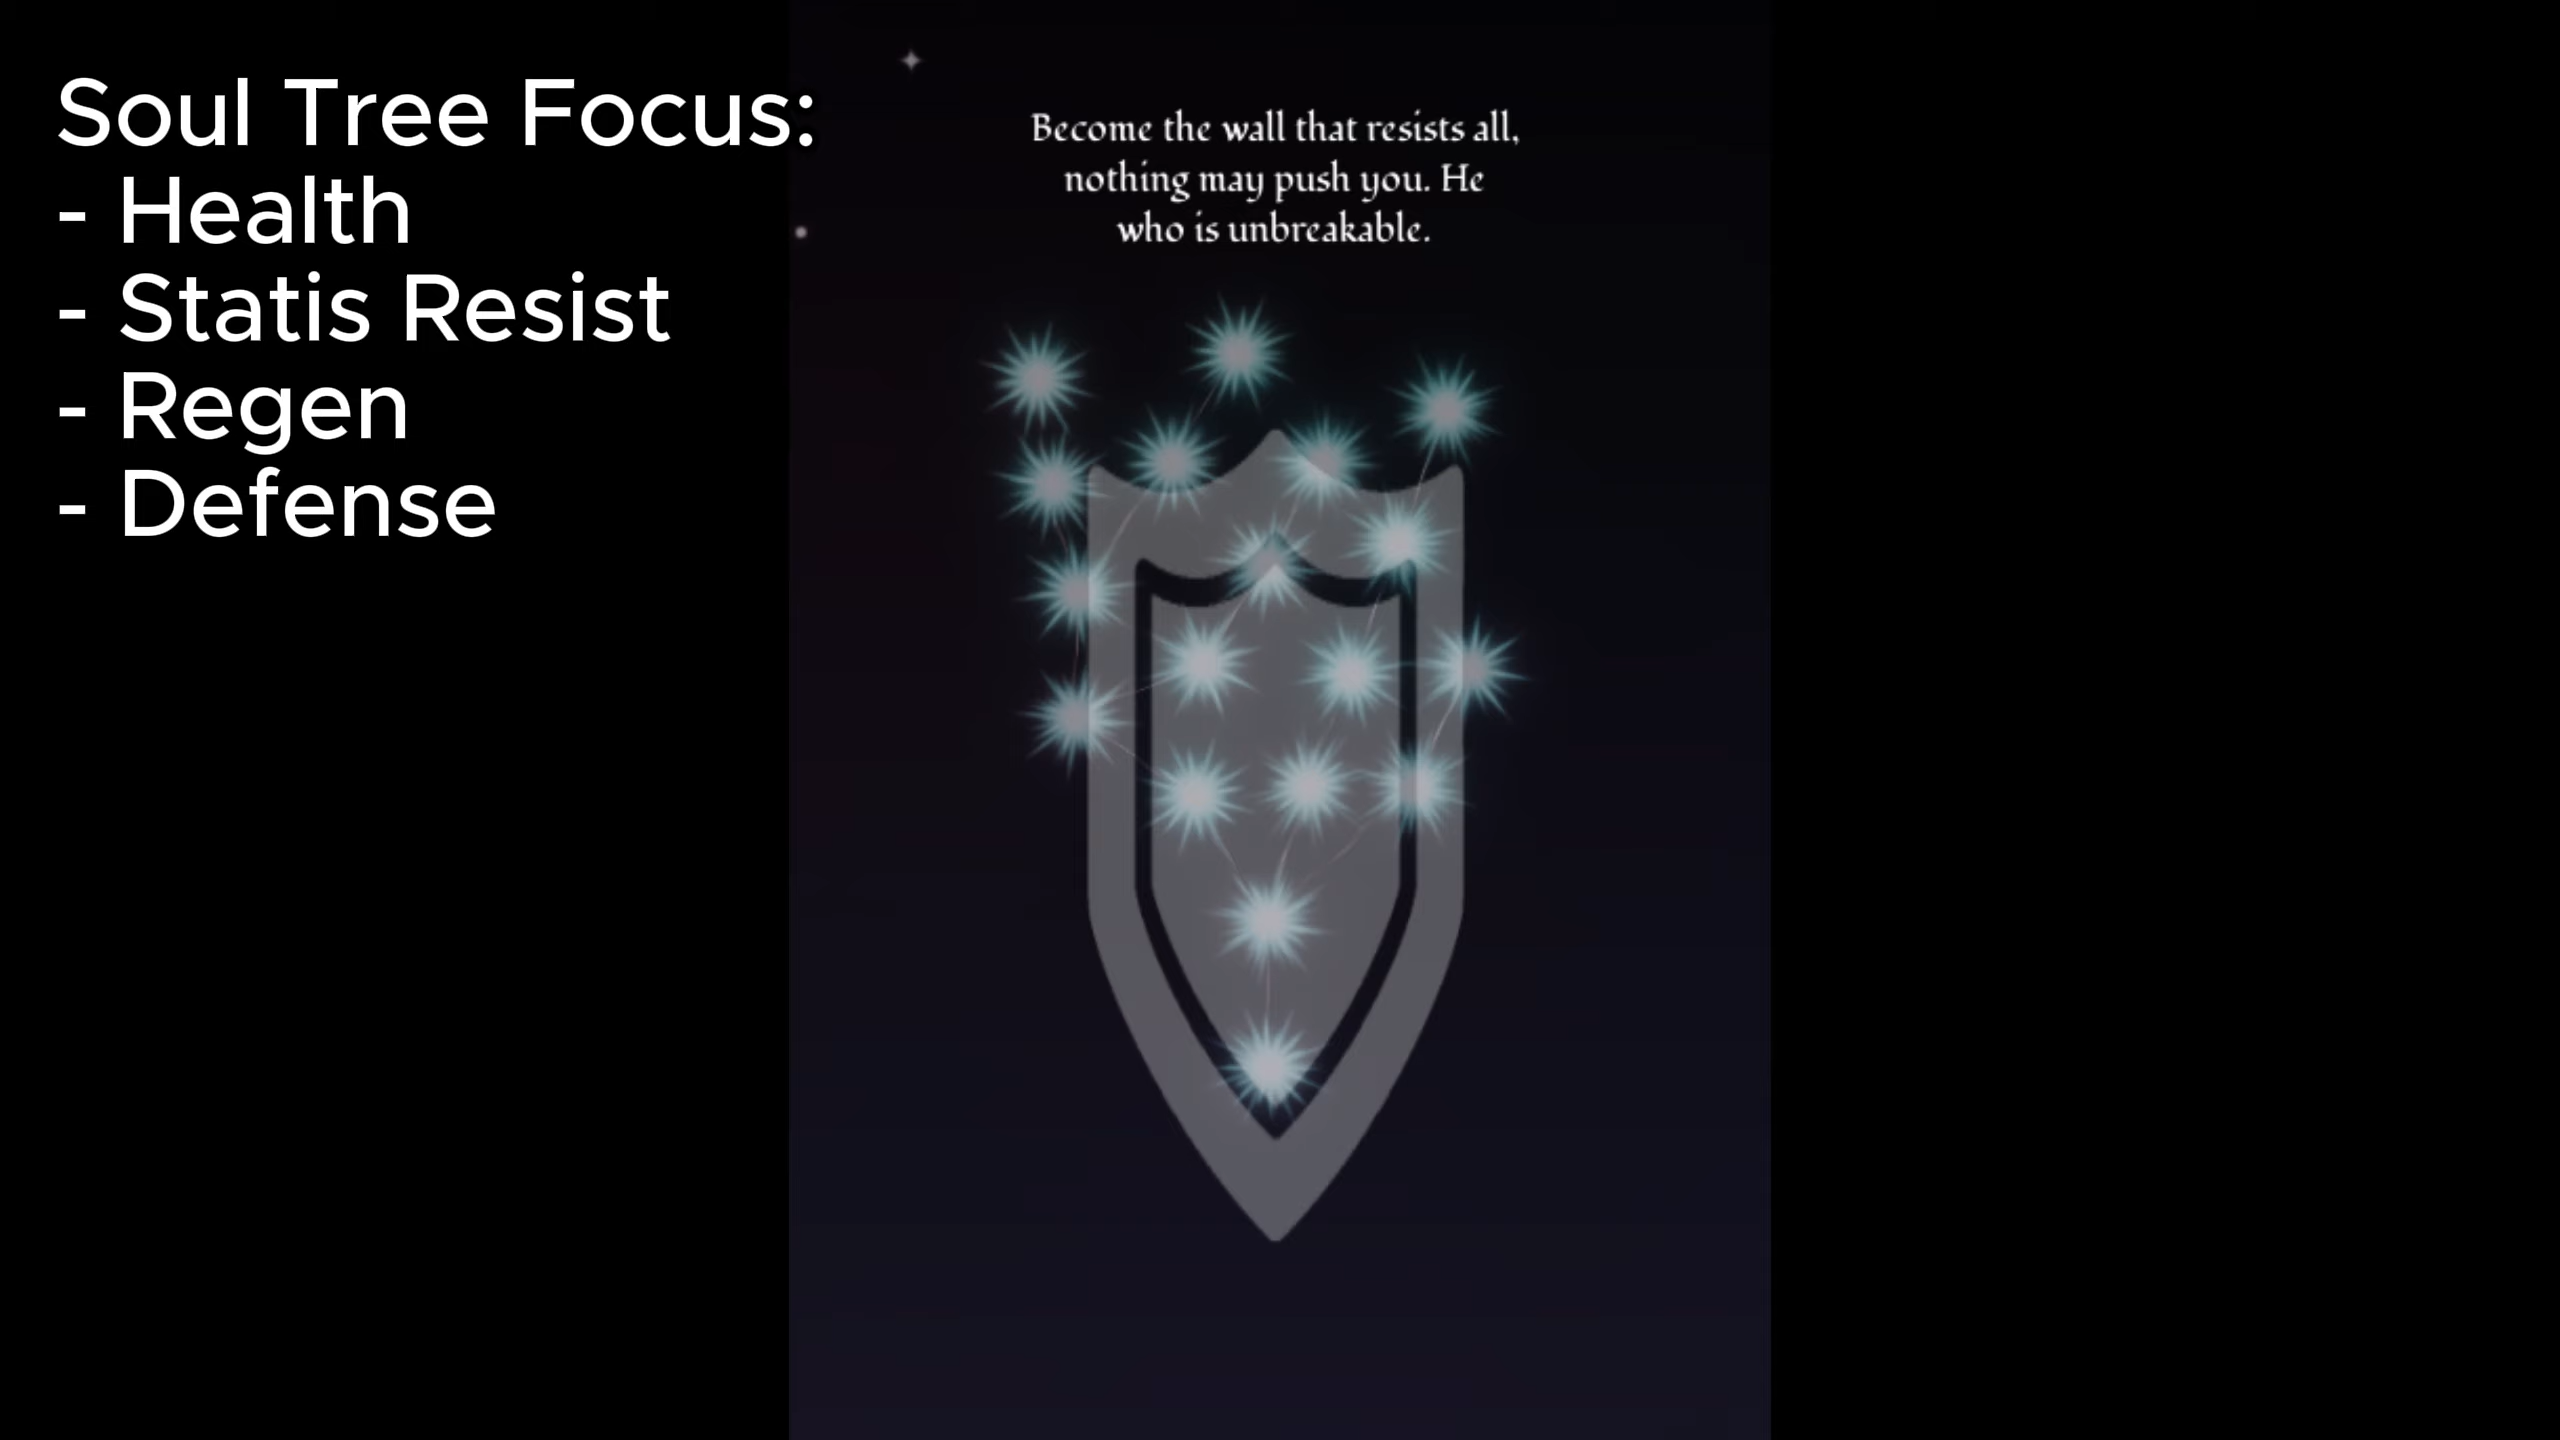 Soul Tree Focus:
- Health
- Statis Resist
- Regen
- Defense
Become the wall that resists all,
nothing may push you. He
who is unbreakable.